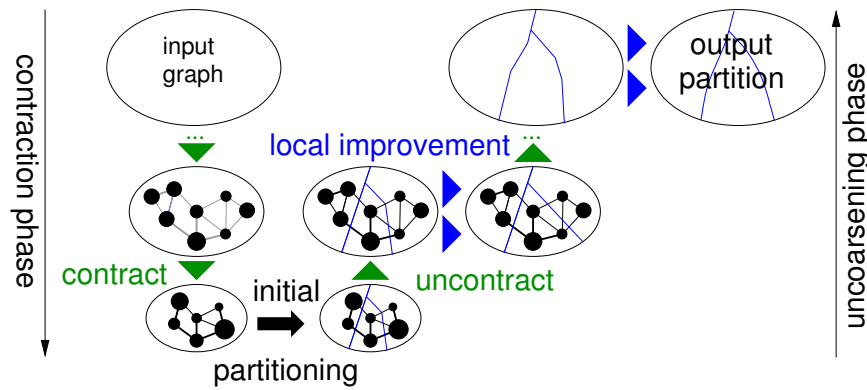 contraction phase
input
graph
...
contract
initial
partitioning
local improvement
uncontract
...
output
partition
uncoarsening phase